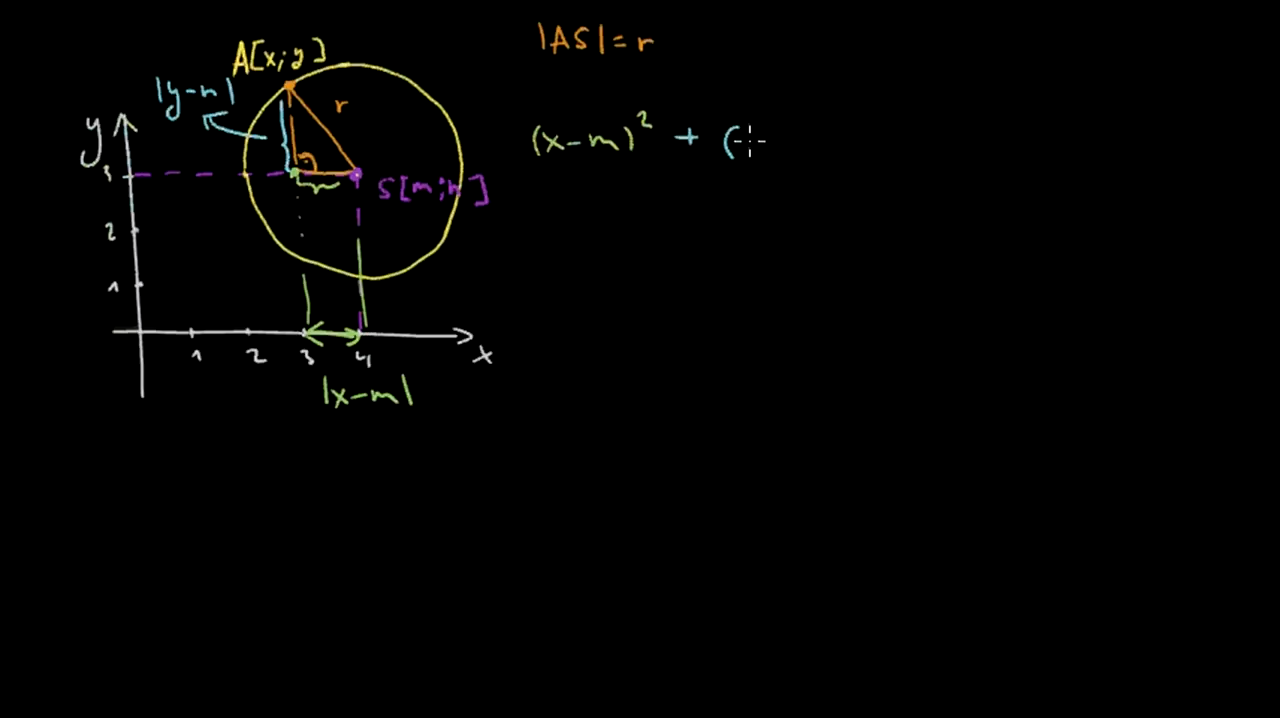 |AS| = r
A[x; y]
|y-n|
r
(x-m)² + (
y
3
S[m;n]
2
1
1 2 3 4 x
|x-m|